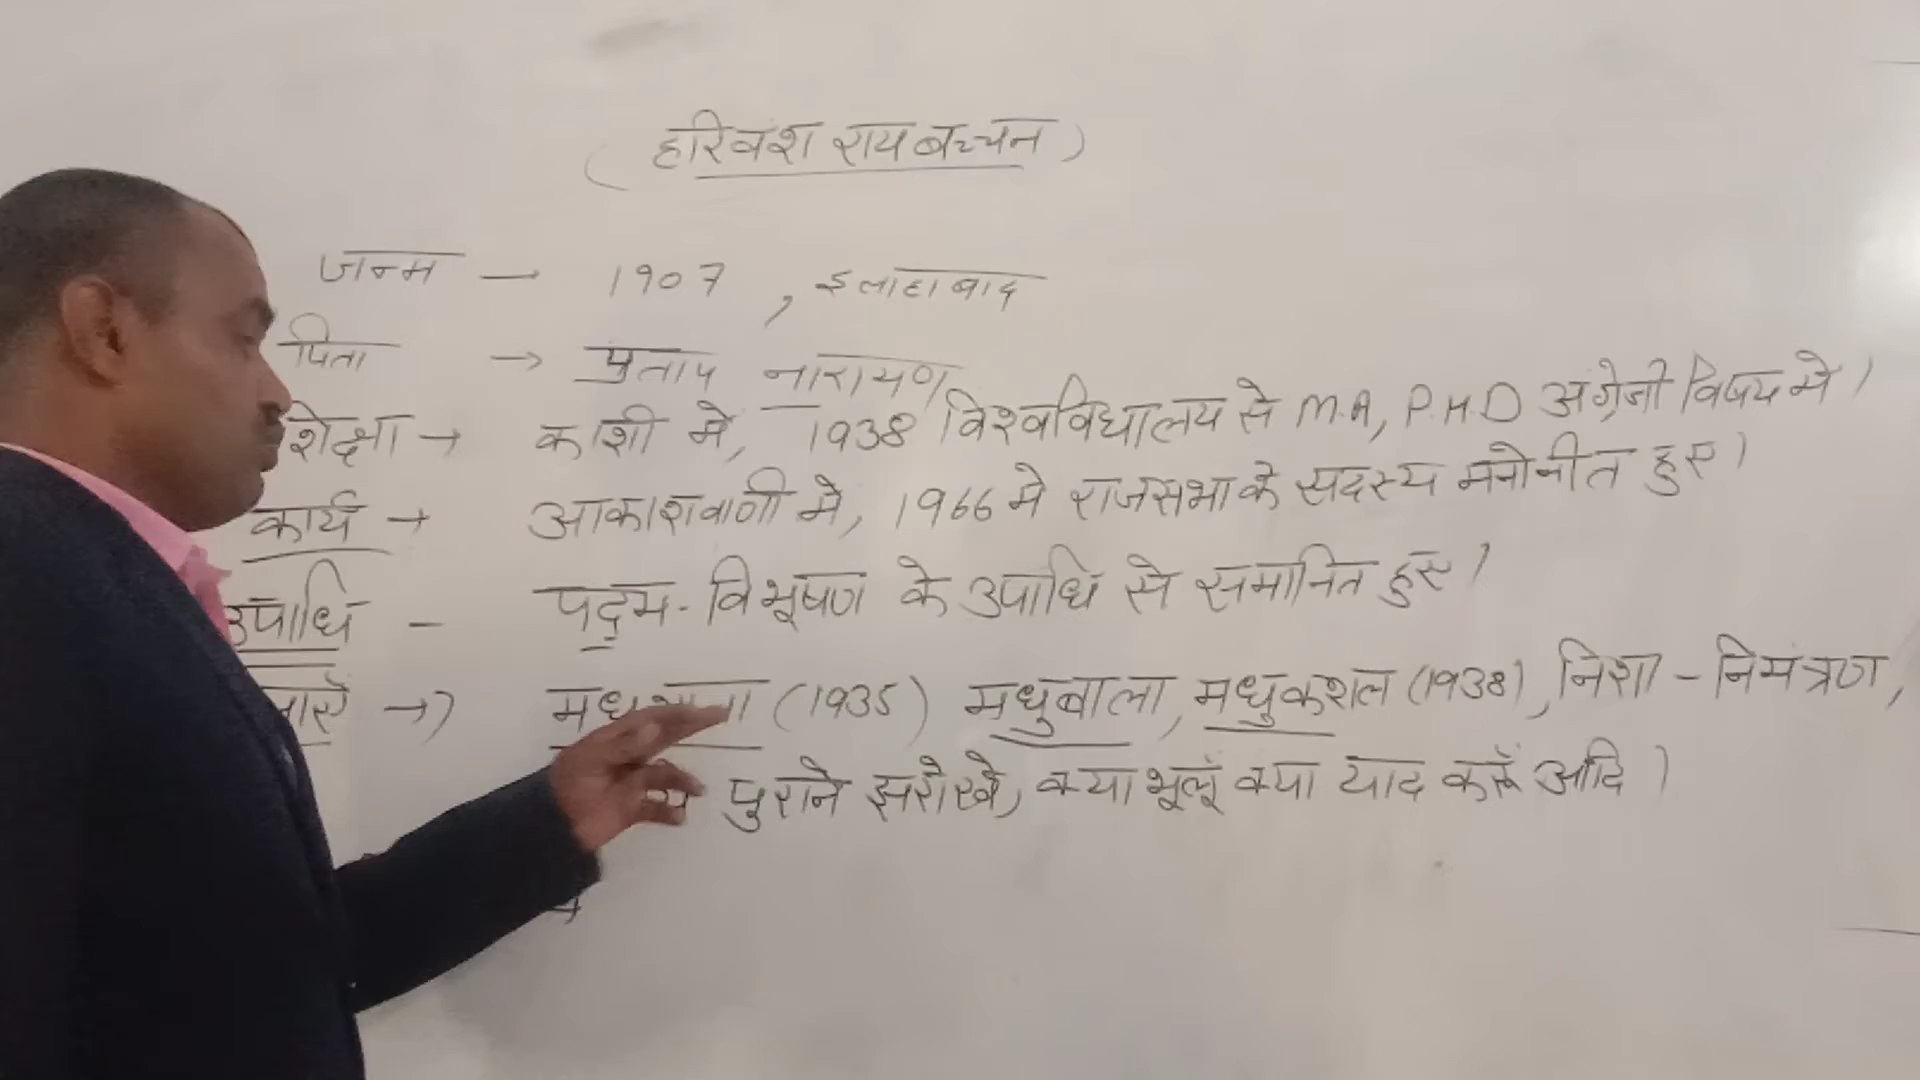 (हरिवंश राय बच्चन)
जन्म – 1907 , इलाहाबाद
पिता → प्रताप नारायण
शिक्षा → काशी मे, 1938 विश्वविद्यालय से M.A, P.H.D अंग्रेजी विषय मे।
कार्य → आकाशवाणी मे, 1966 मे राजसभा के सदस्य मनोनीत हुए।
उपाधि – पद्म-विभूषण के उपाधि से समानित हुए।
→ (1935) मधुबाला, मधुकशल (1938), निशा - निमंत्रण,
पुराने झरोखे, क्या भूलूं क्या याद करूं आदि।